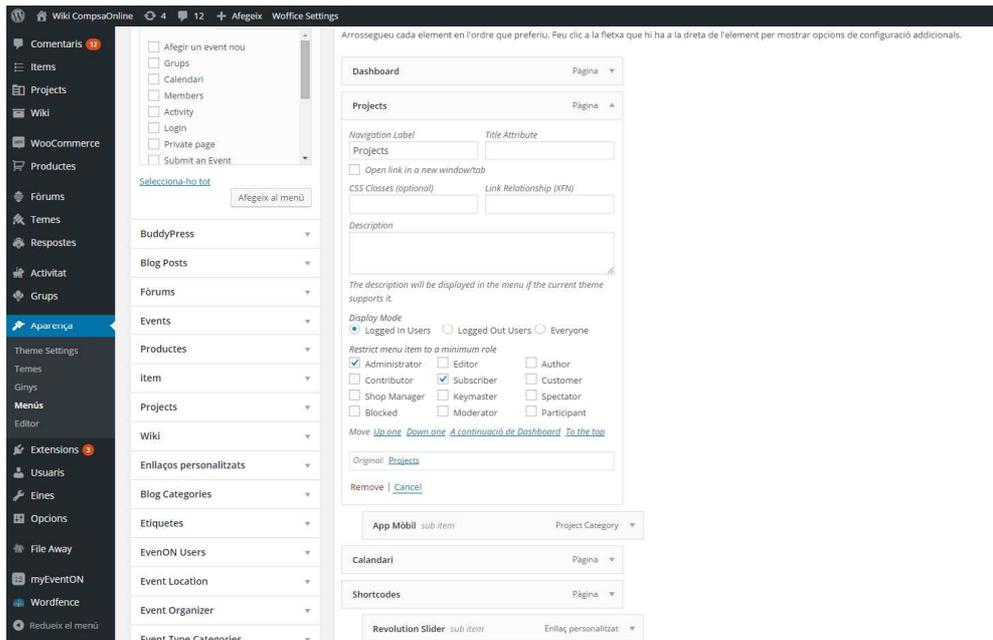 Wiki CompsaOnline 4 12 + Afegeix Woffice Settings
Comentaris 12
Items
Projects
Wiki
WooCommerce
Productes
Fòrums
Temes
Respostes
Activitat
Grups
Aparença
Theme Settings
Temes
Ginys
Menús
Editor
Extensions 3
Usuaris
Eines
Opcions
File Away
myEventON
Wordfence
Redueix el menú
Afegir un event nou
Grups
Calendari
Members
Activity
Login
Private page
Submit an Event
Selecciona-ho tot
Afegeix al menú
BuddyPress
Blog Posts
Fòrums
Events
Productes
item
Projects
Wiki
Enllaços personalitzats
Blog Categories
Etiquetes
EvenON Users
Event Location
Event Organizer
Event Type Categories
Arrossegueu cada element en l'ordre que preferiu. Feu clic a la fletxa que hi ha a la dreta de l'element per mostrar opcions de configuració addicionals.
Dashboard Pàgina
Projects Pàgina
Navigation Label Title Attribute
Projects
Open link in a new window/tab
CSS Classes (optional) Link Relationship (XFN)
Description
The description will be displayed in the menu if the current theme
supports it.
Display Mode
Logged In Users Logged Out Users Everyone
Restrict menu item to a minimum role
Administrator Editor Author
Contributor Subscriber Customer
Shop Manager Keymaster Spectator
Blocked Moderator Participant
Move Up one Down one A continuació de Dashboard To the top
Original: Projects
Remove | Cancel
App Mòbil sub item Project Category
Calandari Pàgina
Shortcodes Pàgina
Revolution Slider sub item Enllaç personalitzat